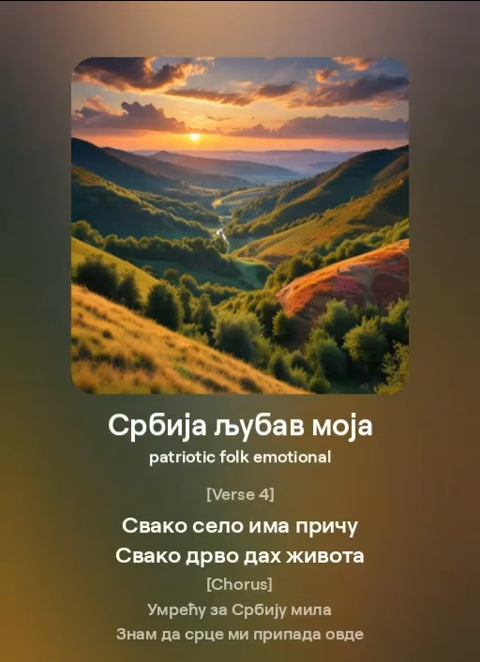 Србија љубав моја
patriotic folk emotional
[Verse 4]
Свако село има причу
Свако дрво дах живота
[Chorus]
Умрећу за Србију мила
Знам да срце ми припада овде